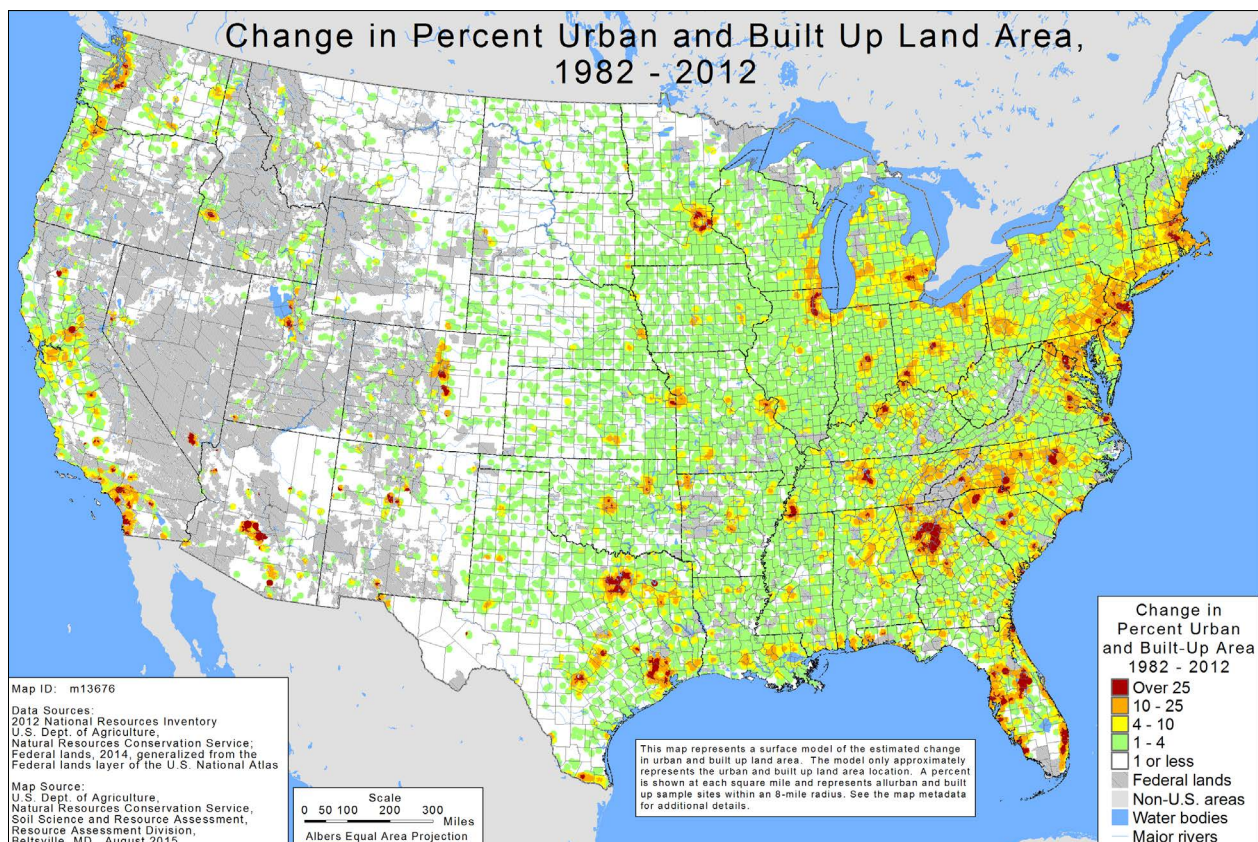 Change in Percent Urban and Built Up Land Area,
1982 - 2012
Map ID: m13676
Data Sources:
2012 National Resources Inventory
U.S. Dept. of Agriculture,
Natural Resources Conservation Service;
Federal lands, 2014, generalized from the
Federal lands layer of the U.S. National Atlas
Map Source:
U.S. Dept. of Agriculture,
Natural Resources Conservation Service,
Soil Science and Resource Assessment,
Resource Assessment Division,
Beltsville, MD August 2015
Scale
0 50 100 200 300
Miles
Albers Equal Area Projection
This map represents a surface model of the estimated change
in urban and built up land area. The model only approximately
represents the urban and built up land area location. A percent
is shown at each square mile and represents allurban and built
up sample sites within an 8-mile radius. See the map metadata
for additional details.
Change in
Percent Urban
and Built-Up Area
1982 - 2012
Over 25
10 - 25
4 - 10
1 - 4
1 or less
Federal lands
Non-U.S. areas
Water bodies
Major rivers